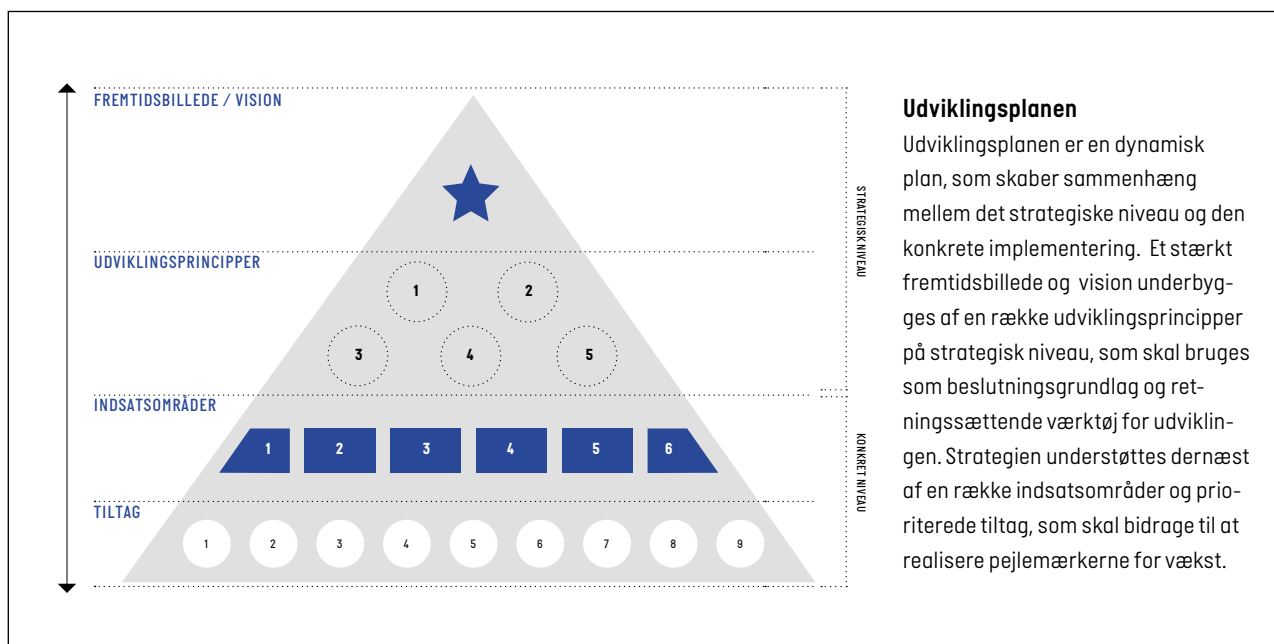 FREMTIDSBILLEDE / VISION
UDVIKLINGSPRINCIPPER
1 2
3 4 5
INDSATSOMRÅDER
1 2 3 4 5 6
TILTAG
1 2 3 4 5 6 7 8 9
STRATEGISK NIVEAU
KONKRET NIVEAU
Udviklingsplanen
Udviklingsplanen er en dynamisk
plan, som skaber sammenhæng
mellem det strategiske niveau og den
konkrete implementering. Et stærkt
fremtidsbillede og vision underbyg-
ges af en række udviklingsprincipper
på strategisk niveau, som skal bruges
som beslutningsgrundlag og ret-
ningssættende værktøj for udviklin-
gen. Strategien understøttes dernæst
af en række indsatsområder og prio-
riterede tiltag, som skal bidrage til at
realisere pejlemærkerne for vækst.